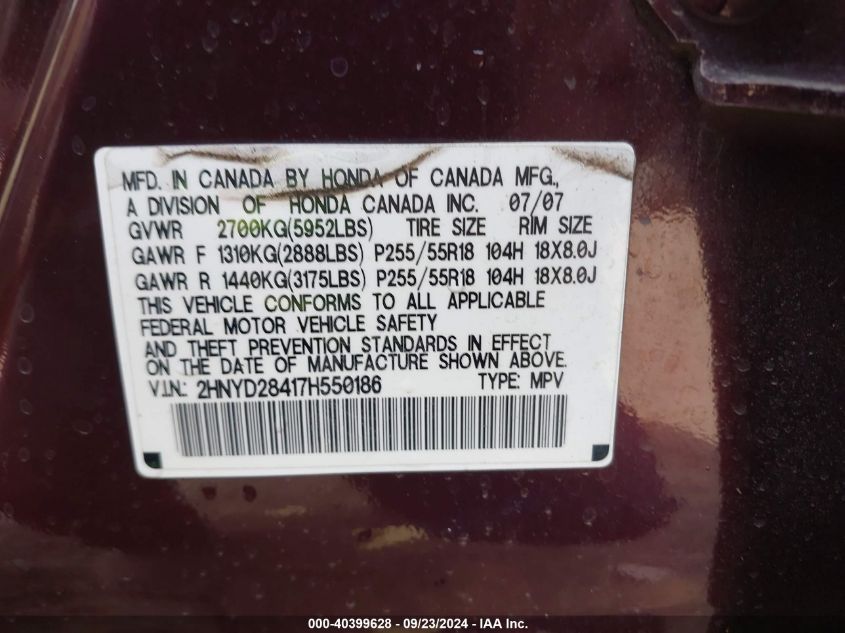 MFD. IN CANADA BY HONDA OF CANADA MFG.,
A DIVISION OF HONDA CANADA INC. 07/07
GVWR 2700KG(5952LBS) TIRE SIZE RIM SIZE
GAWR F 1310KG(2888LBS) P255/55R18 104H 18X8.0J
GAWR R 1440KG(3175LBS) P255/55R18 104H 18X8.0J
THIS VEHICLE CONFORMS TO ALL APPLICABLE
FEDERAL MOTOR VEHICLE SAFETY
AND THEFT PREVENTION STANDARDS IN EFFECT
ON THE DATE OF MANUFACTURE SHOWN ABOVE.
V.I.N.: 2HNYD28417H550186 TYPE: MPV
000-40399628 - 09/23/2024 - IAA Inc.